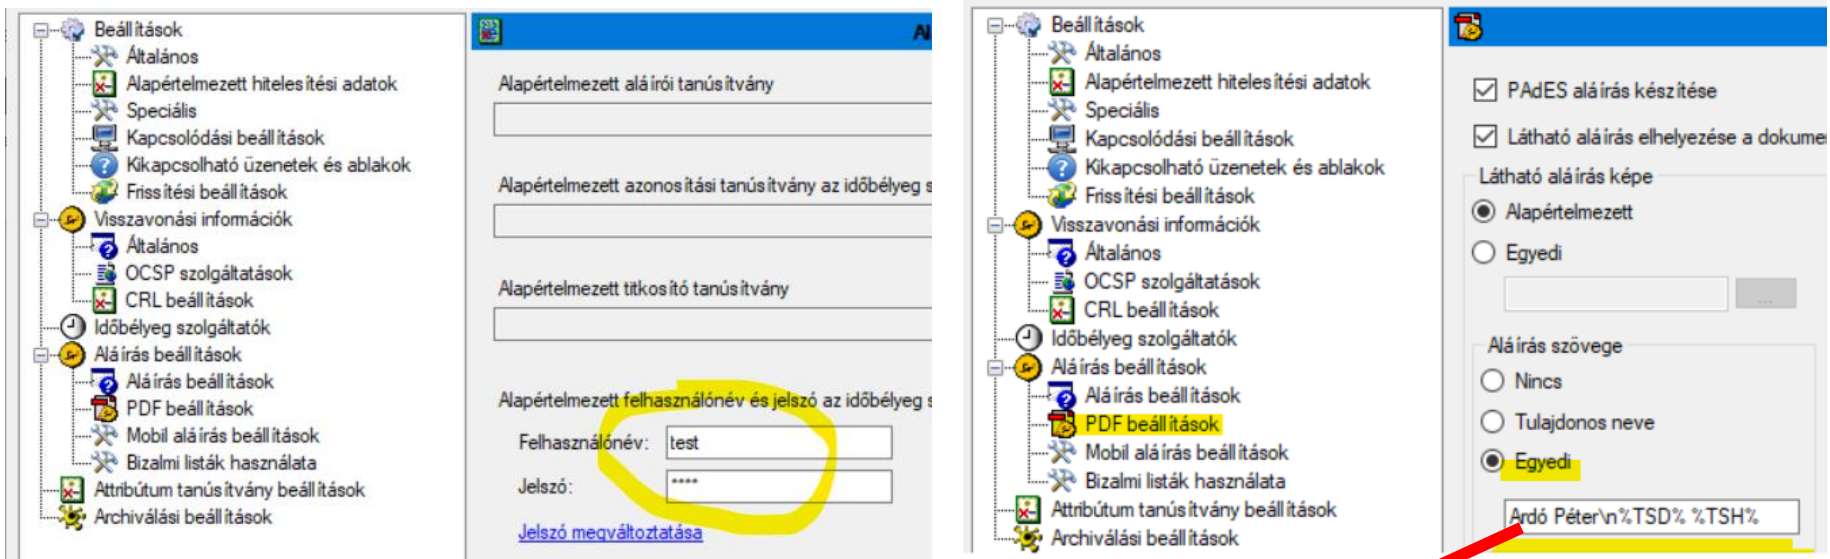 Beállítások
Általános
Alapértelmezett hitelesítési adatok
Speciális
Kapcsolódási beállítások
Kikapcsolható üzenetek és ablakok
Frissítési beállítások
Visszavonási információk
Általános
OCSP szolgáltatások
CRL beállítások
Időbélyeg szolgáltatók
Aláírás beállítások
Aláírás beállítások
PDF beállítások
Mobil aláírás beállítások
Bizalmi listák használata
Attribútum tanúsítvány beállítások
Archiválási beállítások
Al
Alapértelmezett aláírói tanúsítvány
Alapértelmezett azonosítási tanúsítvány az időbélyeg s
Alapértelmezett titkosító tanúsítvány
Alapértelmezett felhasználónév és jelszó az időbélyeg s
Felhasználónév: test
Jelszó: ****
Jelszó megváltoztatása
Beállítások
Általános
Alapértelmezett hitelesítési adatok
Speciális
Kapcsolódási beállítások
Kikapcsolható üzenetek és ablakok
Frissítési beállítások
Visszavonási információk
Általános
OCSP szolgáltatások
CRL beállítások
Időbélyeg szolgáltatók
Aláírás beállítások
Aláírás beállítások
PDF beállítások
Mobil aláírás beállítások
Bizalmi listák használata
Attribútum tanúsítvány beállítások
Archiválási beállítások
PAdES aláírás készítése
Látható aláírás elhelyezése a dokume
Látható aláírás képe
Alapértelmezett
Egyedi
...
Aláírás szövege
Nincs
Tulajdonos neve
Egyedi
Ardó Péter\n%TSD% %TSH%